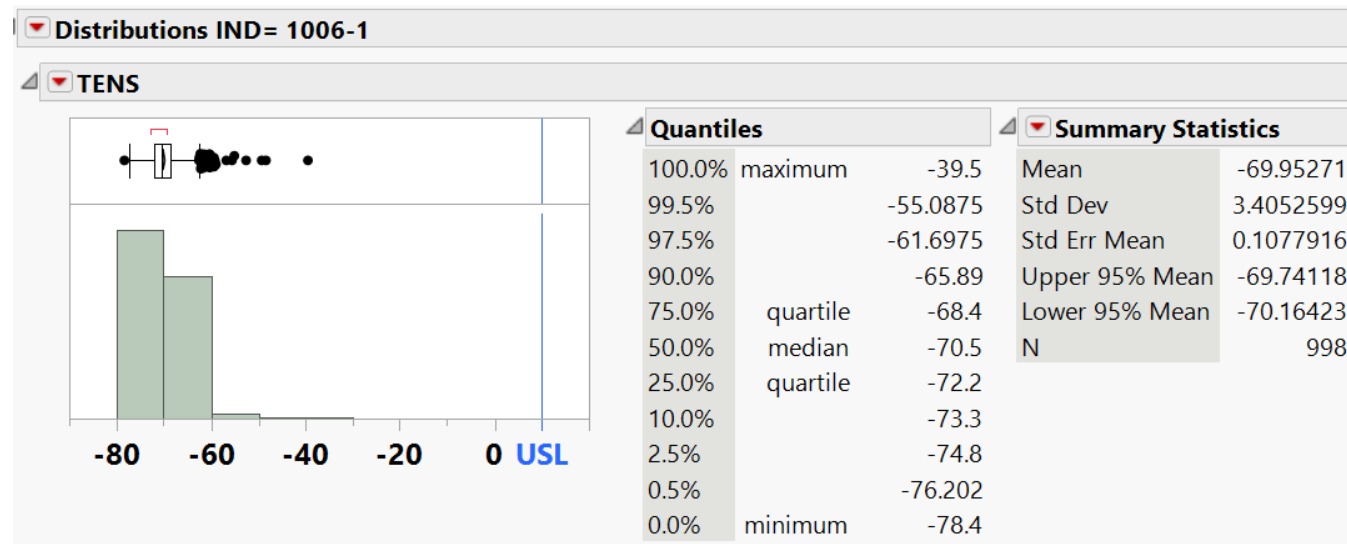 Distributions IND= 1006-1
TENS
-80 -60 -40 -20 0 USL
Quantiles
100.0% maximum -39.5
99.5% -55.0875
97.5% -61.6975
90.0% -65.89
75.0% quartile -68.4
50.0% median -70.5
25.0% quartile -72.2
10.0% -73.3
2.5% -74.8
0.5% -76.202
0.0% minimum -78.4
Summary Statistics
Mean -69.95271
Std Dev 3.4052599
Std Err Mean 0.1077916
Upper 95% Mean -69.74118
Lower 95% Mean -70.16423
N 998